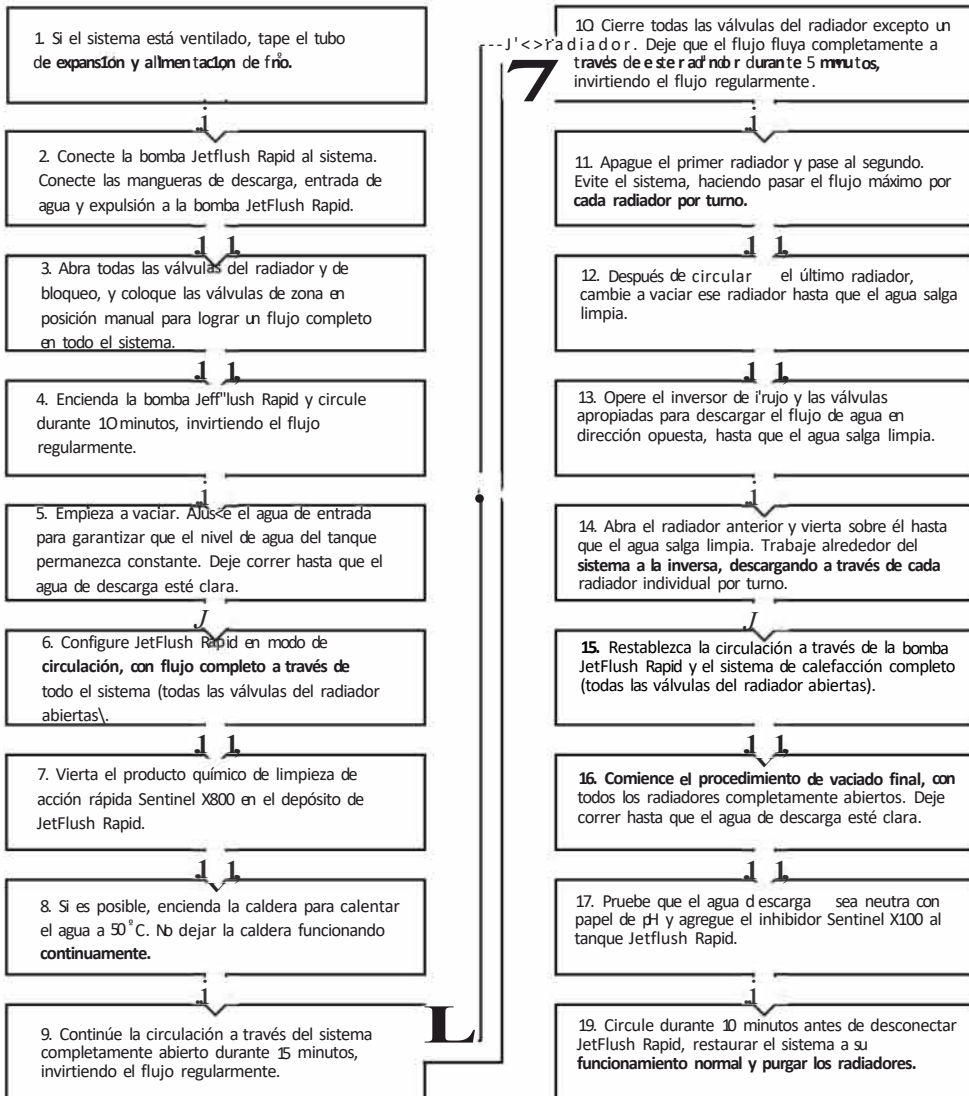 1. Si el sistema está ventilado, tape el tubo
de expans1ón y alImentac1on de frío.
2. Conecte la bomba Jetflush Rapid al sistema.
Conecte las mangueras de descarga, entrada de
agua y expulsión a la bomba JetFlush Rapid.
3. Abra todas las válvulas del radiador y de
bloqueo, y coloque las válvulas de zona en
posición manual para lograr un flujo completo
en todo el sistema.
4. Encienda la bomba Jeff"lush Rapid y circule
durante 10 minutos, invirtiendo el flujo
regularmente.
5. Empieza a vaciar. Ajus<e el agua de entrada
para garantizar que el nivel de agua del tanque
permanezca constante. Deje correr hasta que el
agua de descarga esté clara.
6. Configure JetFlush Rapid en modo de
circulación, con flujo completo a través de
todo el sistema (todas las válvulas del radiador
abiertas\.
7. Vierta el producto químico de limpieza de
acción rápida Sentinel X800 en el depósito de
JetFlush Rapid.
8. Si es posible, encienda la caldera para calentar
el agua a 50°C. No dejar la caldera funcionando
continuamente.
9. Continúe la circulación a través del sistema
completamente abierto durante 15 minutos,
invirtiendo el flujo regularmente.
10. Cierre todas las válvulas del radiador excepto un
---J'<>radiador. Deje que el flujo fluya completamente a
través de este rad' ndo r durante 5 minutos,
invirtiendo el flujo regularmente.
11. Apague el primer radiador y pase al segundo.
Evite el sistema, haciendo pasar el flujo máximo por
cada radiador por turno.
12. Después de circular el último radiador,
cambie a vaciar ese radiador hasta que el agua salga
limpia.
13. Opere el inversor de i'rujo y las válvulas
apropiadas para descargar el flujo de agua en
dirección opuesta, hasta que el agua salga limpia.
14. Abra el radiador anterior y vierta sobre él hasta
que el agua salga limpia. Trabaje alrededor del
sistema a la inversa, descargando a través de cada
radiador individual por turno.
15. Restablezca la circulación a través de la bomba
JetFlush Rapid y el sistema de calefacción completo
(todas las válvulas del radiador abiertas).
16. Comience el procedimiento de vaciado final, con
todos los radiadores completamente abiertos. Deje
correr hasta que el agua de descarga esté clara.
17. Pruebe que el agua d escarga sea neutra con
papel de pH y agregue el inhibidor Sentinel X100 al
tanque Jetflush Rapid.
19. Circule durante 10 minutos antes de desconectar
JetFlush Rapid, restaurar el sistema a su
funcionamiento normal y purgar los radiadores.